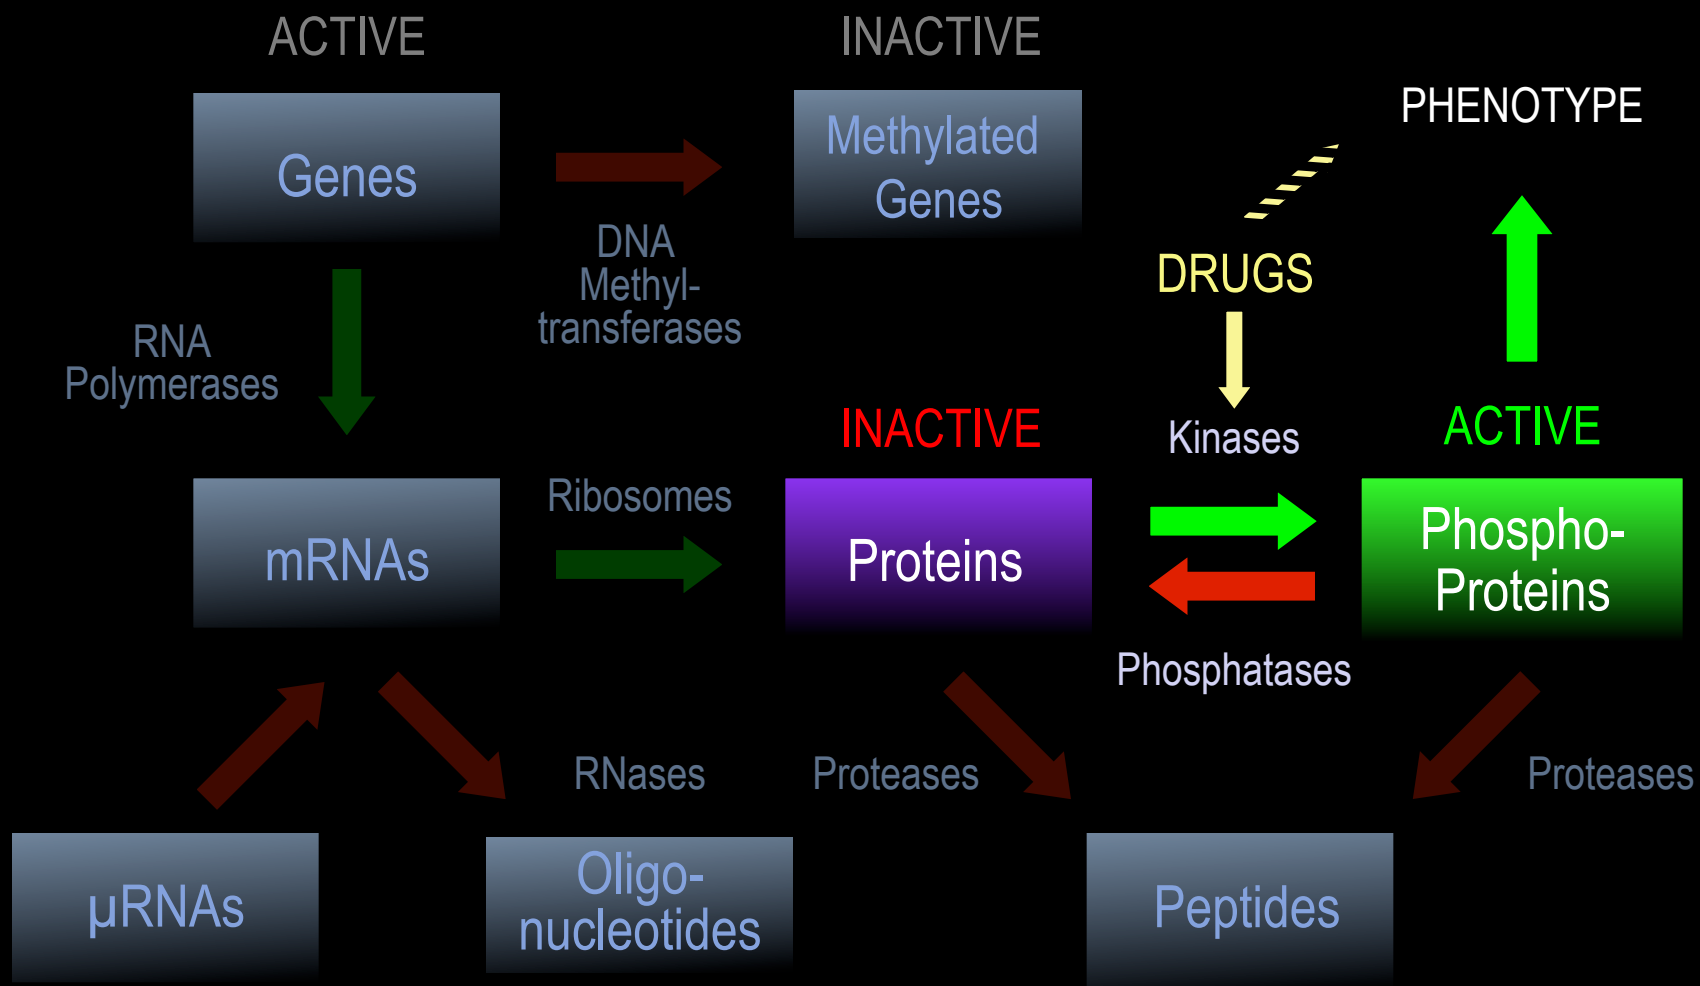 ACTIVE
INACTIVE
PHENOTYPE
Genes
Methylated
Genes
DNA
Methyl-
transferases
DRUGS
RNA
Polymerases
INACTIVE
Kinases
ACTIVE
Ribosomes
mRNAs
Proteins
Phospho-
Proteins
Phosphatases
RNases
Proteases
Proteases
µRNAs
Oligo-
nucleotides
Peptides